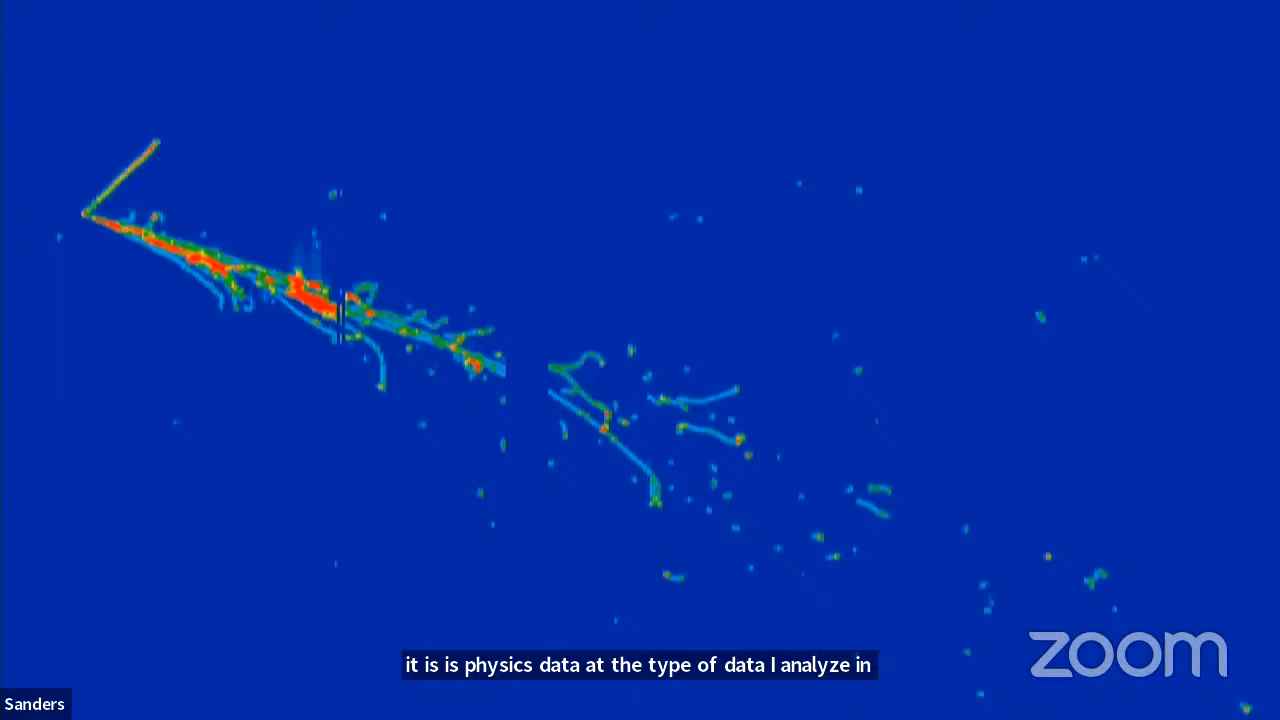 it is is physics data at the type of data I analyze in
zoom
Sanders